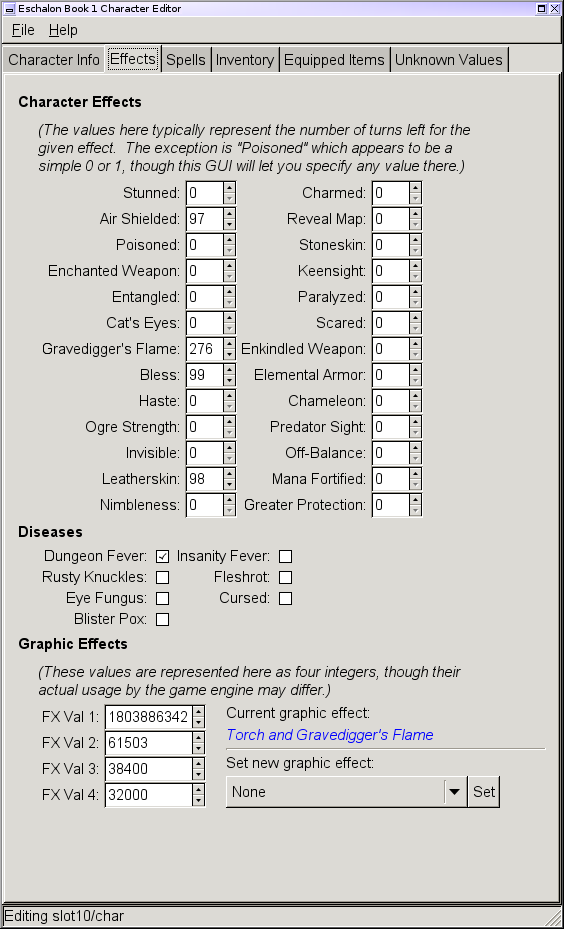 Eschalon Book 1 Character Editor
File Help
Character Info Effects Spells Inventory Equipped Items Unknown Values
Character Effects
(The values here typically represent the number of turns left for the
given effect. The exception is "Poisoned" which appears to be a
simple 0 or 1, though this GUI will let you specify any value there.)
Stunned: 0 Charmed: 0
Air Shielded: 97 Reveal Map: 0
Poisoned: 0 Stoneskin: 0
Enchanted Weapon: 0 Keensight: 0
Entangled: 0 Paralyzed: 0
Cat's Eyes: 0 Scared: 0
Gravedigger's Flame: 276 Enkindled Weapon: 0
Bless: 99 Elemental Armor: 0
Haste: 0 Chameleon: 0
Ogre Strength: 0 Predator Sight: 0
Invisible: 0 Off-Balance: 0
Leatherskin: 98 Mana Fortified: 0
Nimbleness: 0 Greater Protection: 0
Diseases
Dungeon Fever: Insanity Fever:
Rusty Knuckles: Fleshrot:
Eye Fungus: Cursed:
Blister Pox:
Graphic Effects
(These values are represented here as four integers, though their
actual usage by the game engine may differ.)
FX Val 1: 1803886342 Current graphic effect:
FX Val 2: 61503 Torch and Gravedigger's Flame
FX Val 3: 38400 Set new graphic effect:
FX Val 4: 32000 None Set
Editing slot10/char